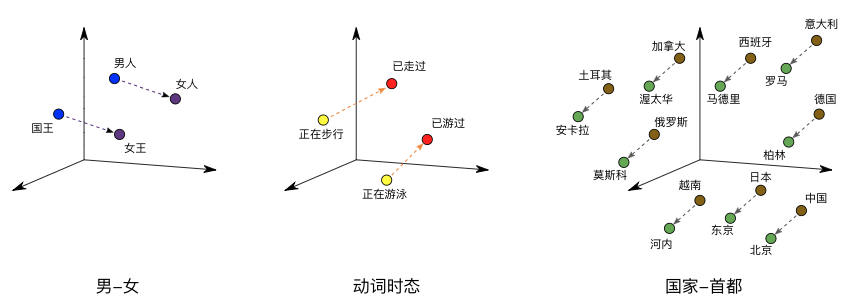 男人
女人
国王
女王
男–女
已走过
正在步行
已游过
正在游泳
动词时态
意大利
西班牙
加拿大
罗马
土耳其
渥太华
马德里
德国
俄罗斯
安卡拉
柏林
莫斯科
日本
越南
中国
东京
河内
北京
国家–首都